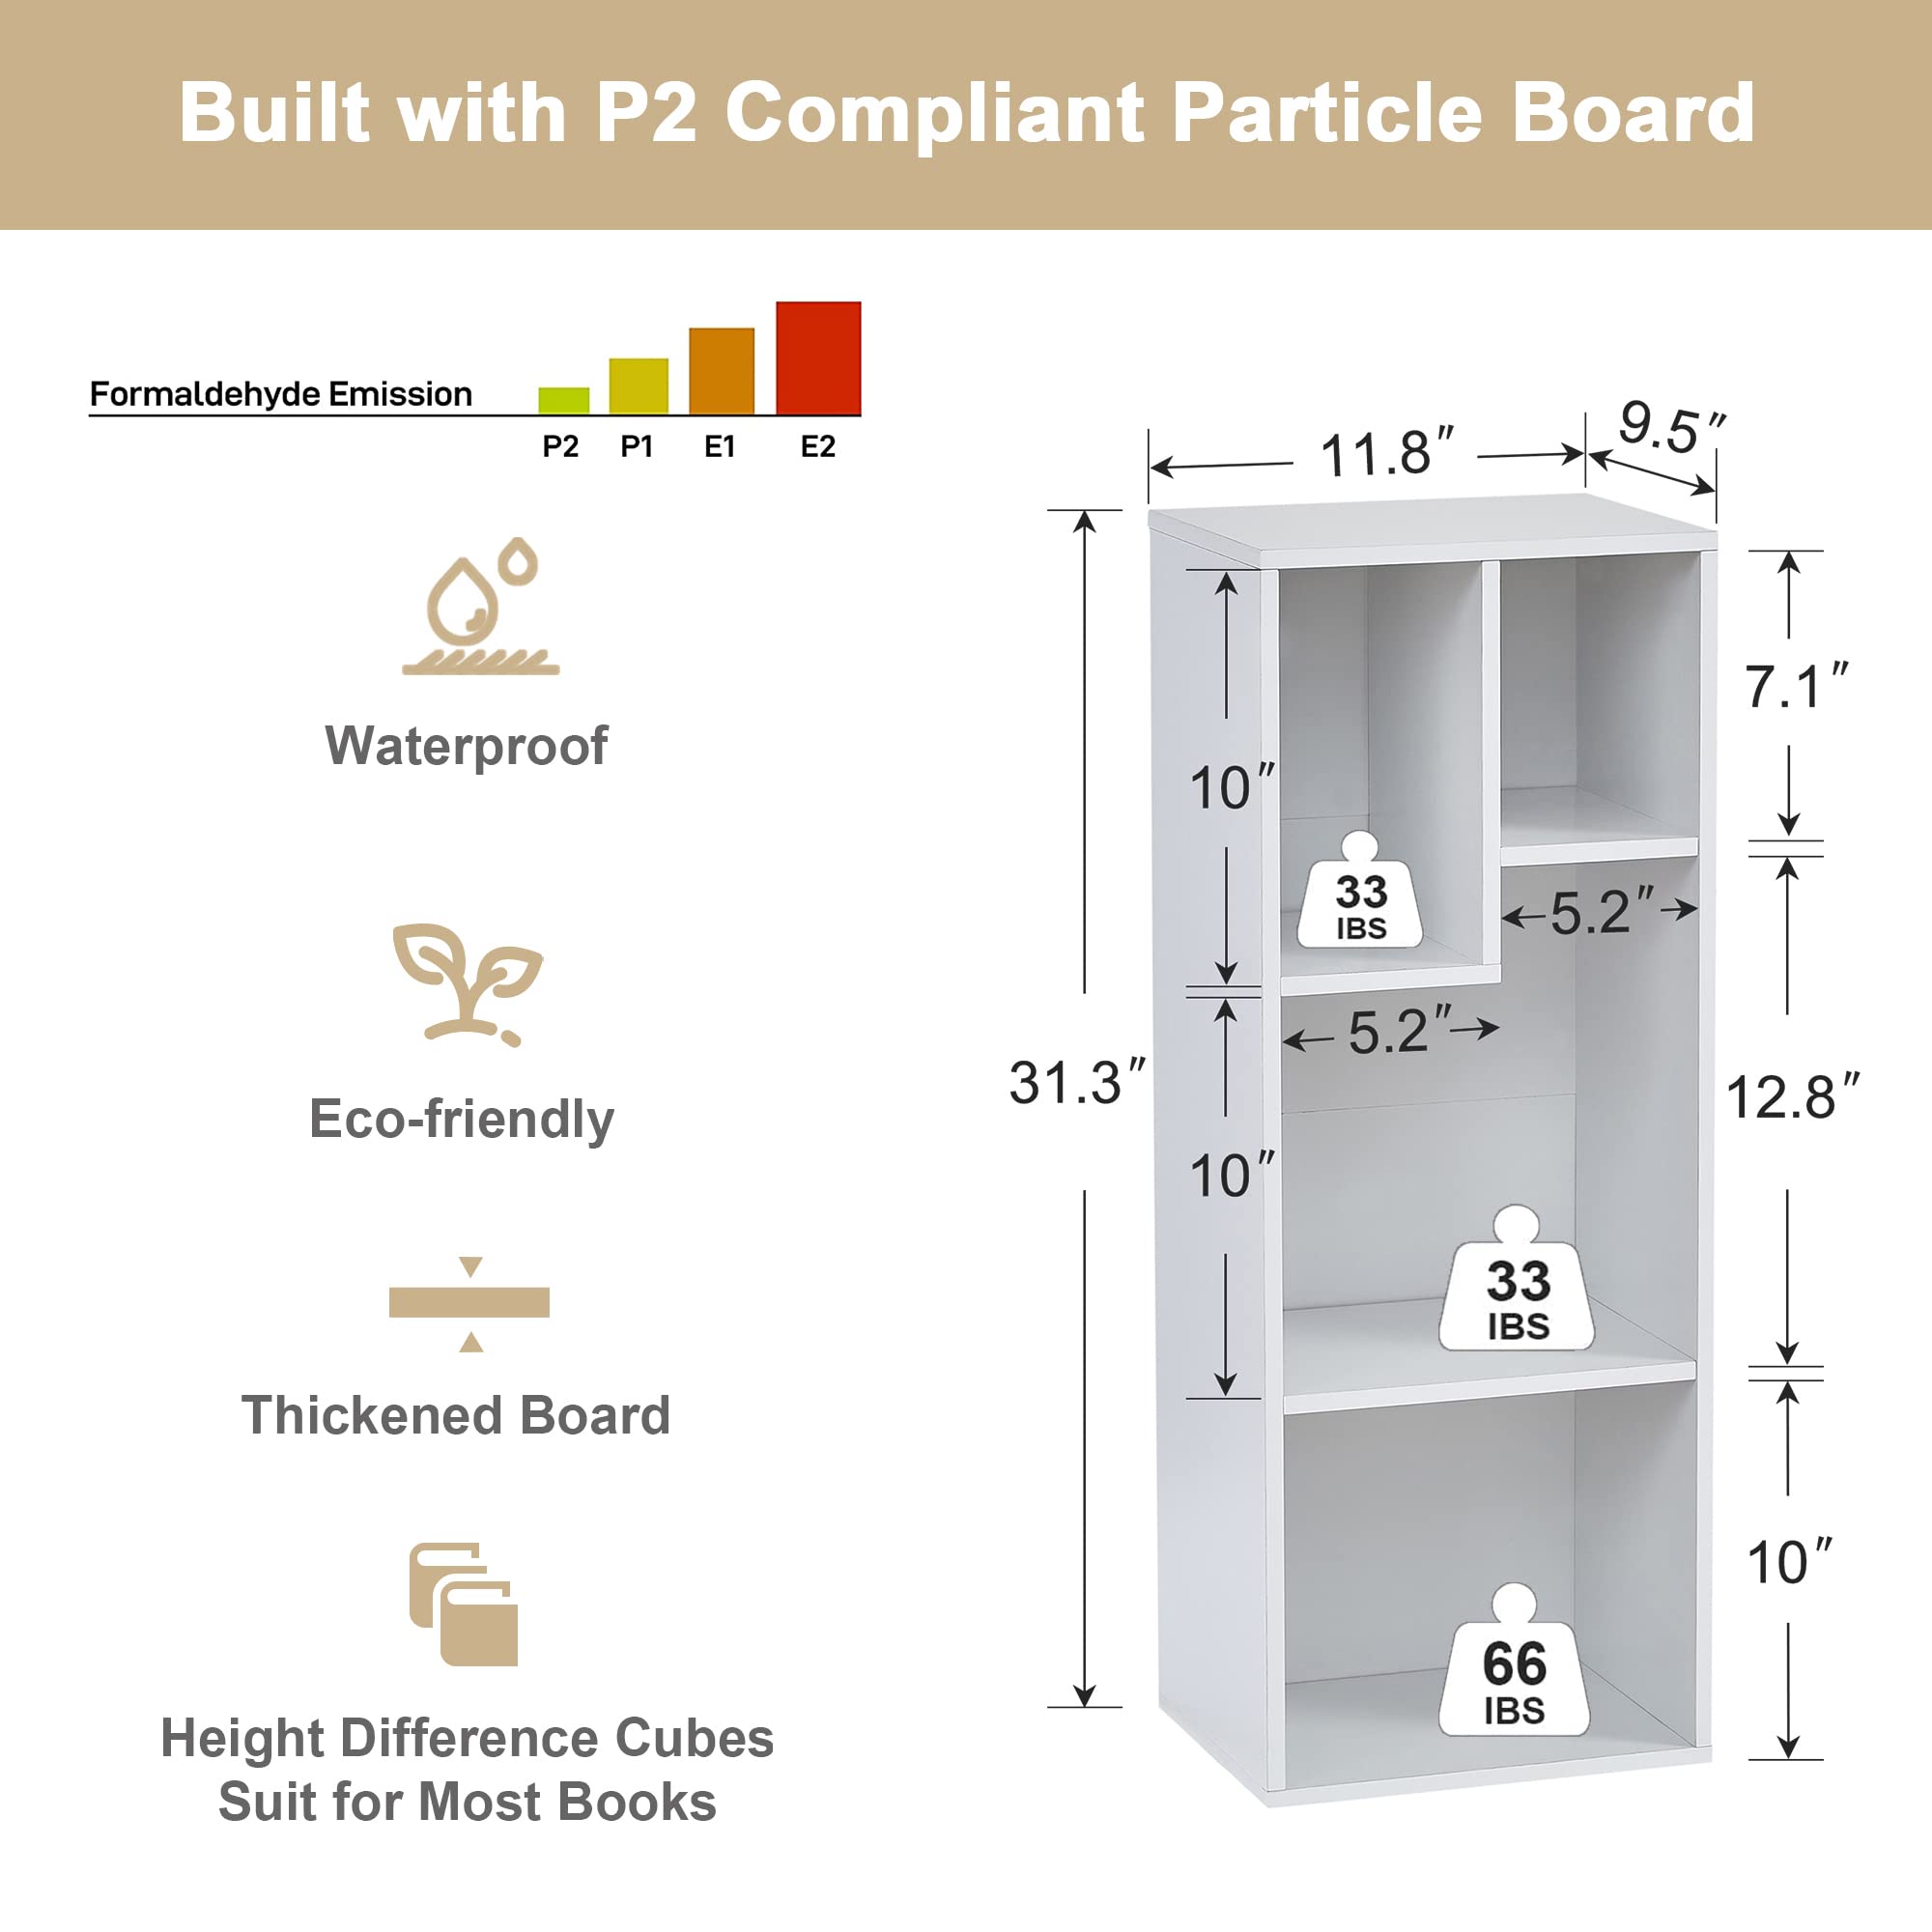 Built with P2 Compliant Particle Board
Formaldehyde Emission
P2 P1 E1 E2
Waterproof
Eco-friendly
Thickened Board
Height Difference Cubes
Suit for Most Books
11.8″
9.5″
7.1″
10″
33
IBS
5.2″
5.2″
31.3″
12.8″
10″
33
IBS
10″
66
IBS